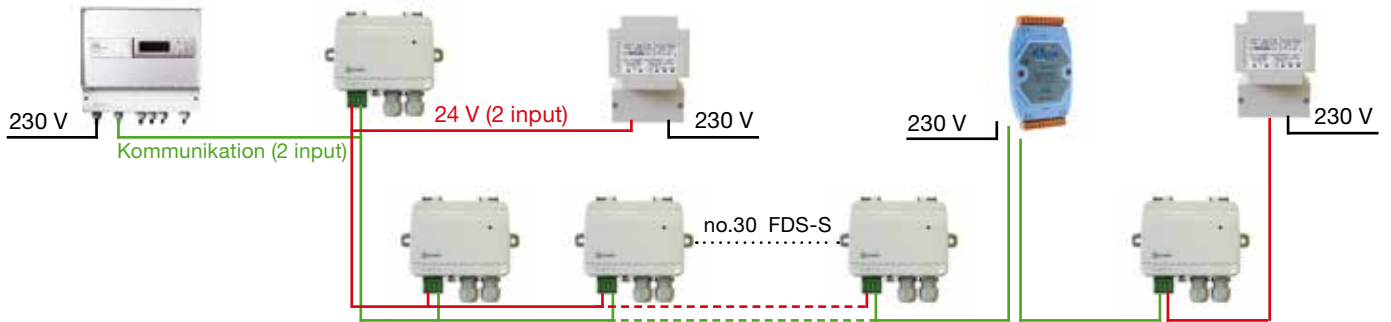 230 V
24 V (2 input)
230 V
230 V
230 V
Kommunikation (2 input)
no.30 FDS-S